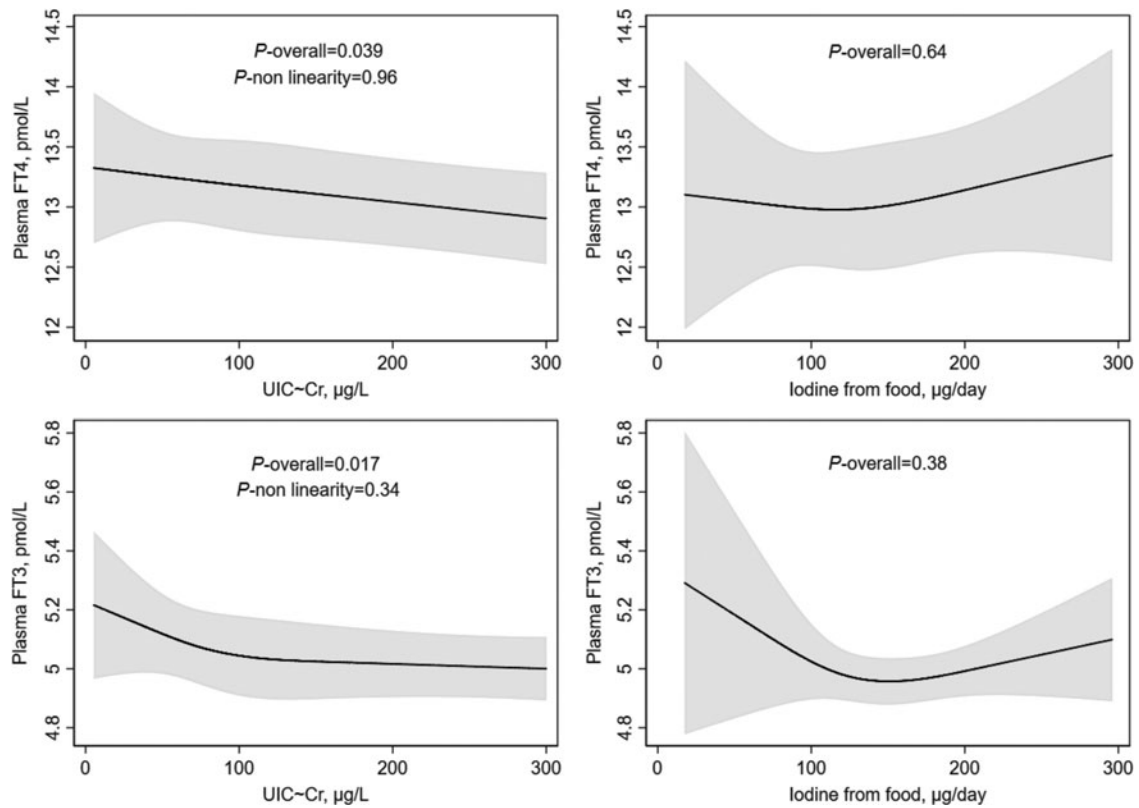 Plasma FT4, pmol/L
14.5
14
13.5
13
12.5
12
P-overall=0.039
P-non linearity=0.96
0
100
200
300
UIC~Cr, µg/L
Plasma FT4, pmol/L
14.5
14
13.5
13
12.5
12
P-overall=0.64
0
100
200
300
Iodine from food, µg/day
Plasma FT3, pmol/L
5.8
5.6
5.4
5.2
5
4.8
P-overall=0.017
P-non linearity=0.34
0
100
200
300
UIC~Cr, µg/L
Plasma FT3, pmol/L
5.8
5.6
5.4
5.2
5
4.8
P-overall=0.38
0
100
200
300
Iodine from food, µg/day